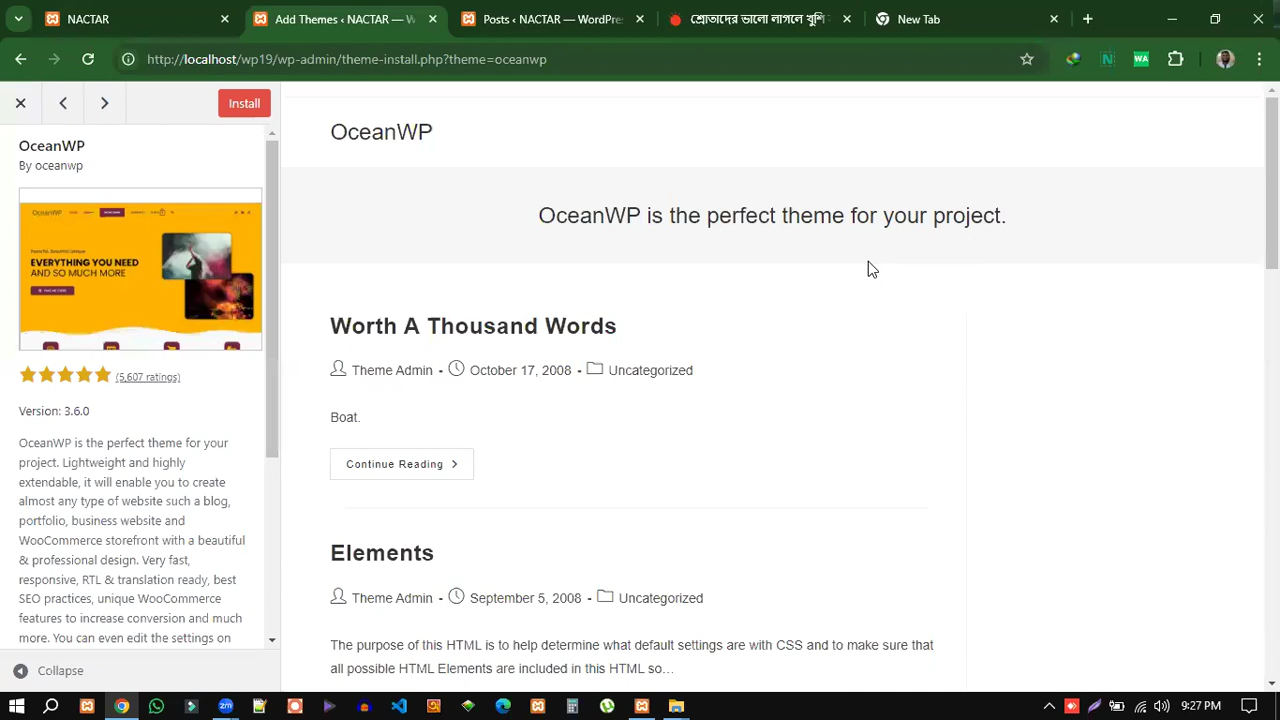 NACTAR
Add Themes ‹ NACTAR — W
Posts ‹ NACTAR — WordPres
শ্রোতাদের ভালো লাগলে খুশি
New Tab
http://localhost/wp19/wp-admin/theme-install.php?theme=oceanwp
WA
Install
OceanWP
By oceanwp
EVERYTHING YOU NEED
AND SO MUCH MORE
(5,607 ratings)
Version: 3.6.0
OceanWP is the perfect theme for your
project. Lightweight and highly
extendable, it will enable you to create
almost any type of website such a blog,
portfolio, business website and
WooCommerce storefront with a beautiful
& professional design. Very fast,
responsive, RTL & translation ready, best
SEO practices, unique WooCommerce
features to increase conversion and much
more. You can even edit the settings on
Collapse
OceanWP
OceanWP is the perfect theme for your project.
Worth A Thousand Words
Theme Admin - October 17, 2008 - Uncategorized
Boat.
Continue Reading
Elements
Theme Admin - September 5, 2008 - Uncategorized
The purpose of this HTML is to help determine what default settings are with CSS and to make sure that
all possible HTML Elements are included in this HTML so...
9:27 PM